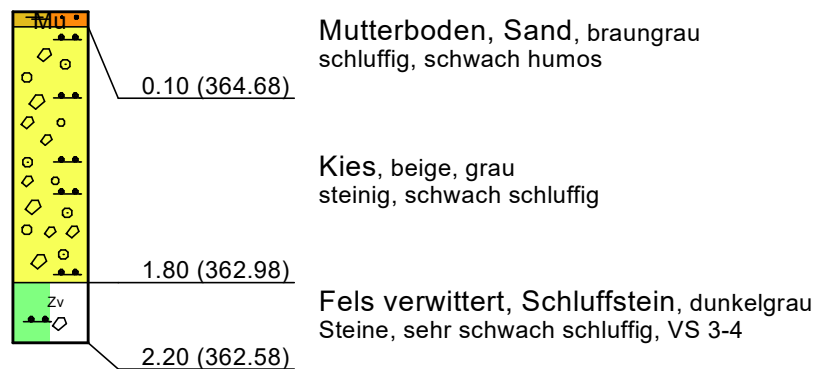 Mu
Mutterboden, Sand, braungrau
schluffig, schwach humos
0.10 (364.68)
Kies, beige, grau
steinig, schwach schluffig
1.80 (362.98)
Zv
Fels verwittert, Schluffstein, dunkelgrau
Steine, sehr schwach schluffig, VS 3-4
2.20 (362.58)